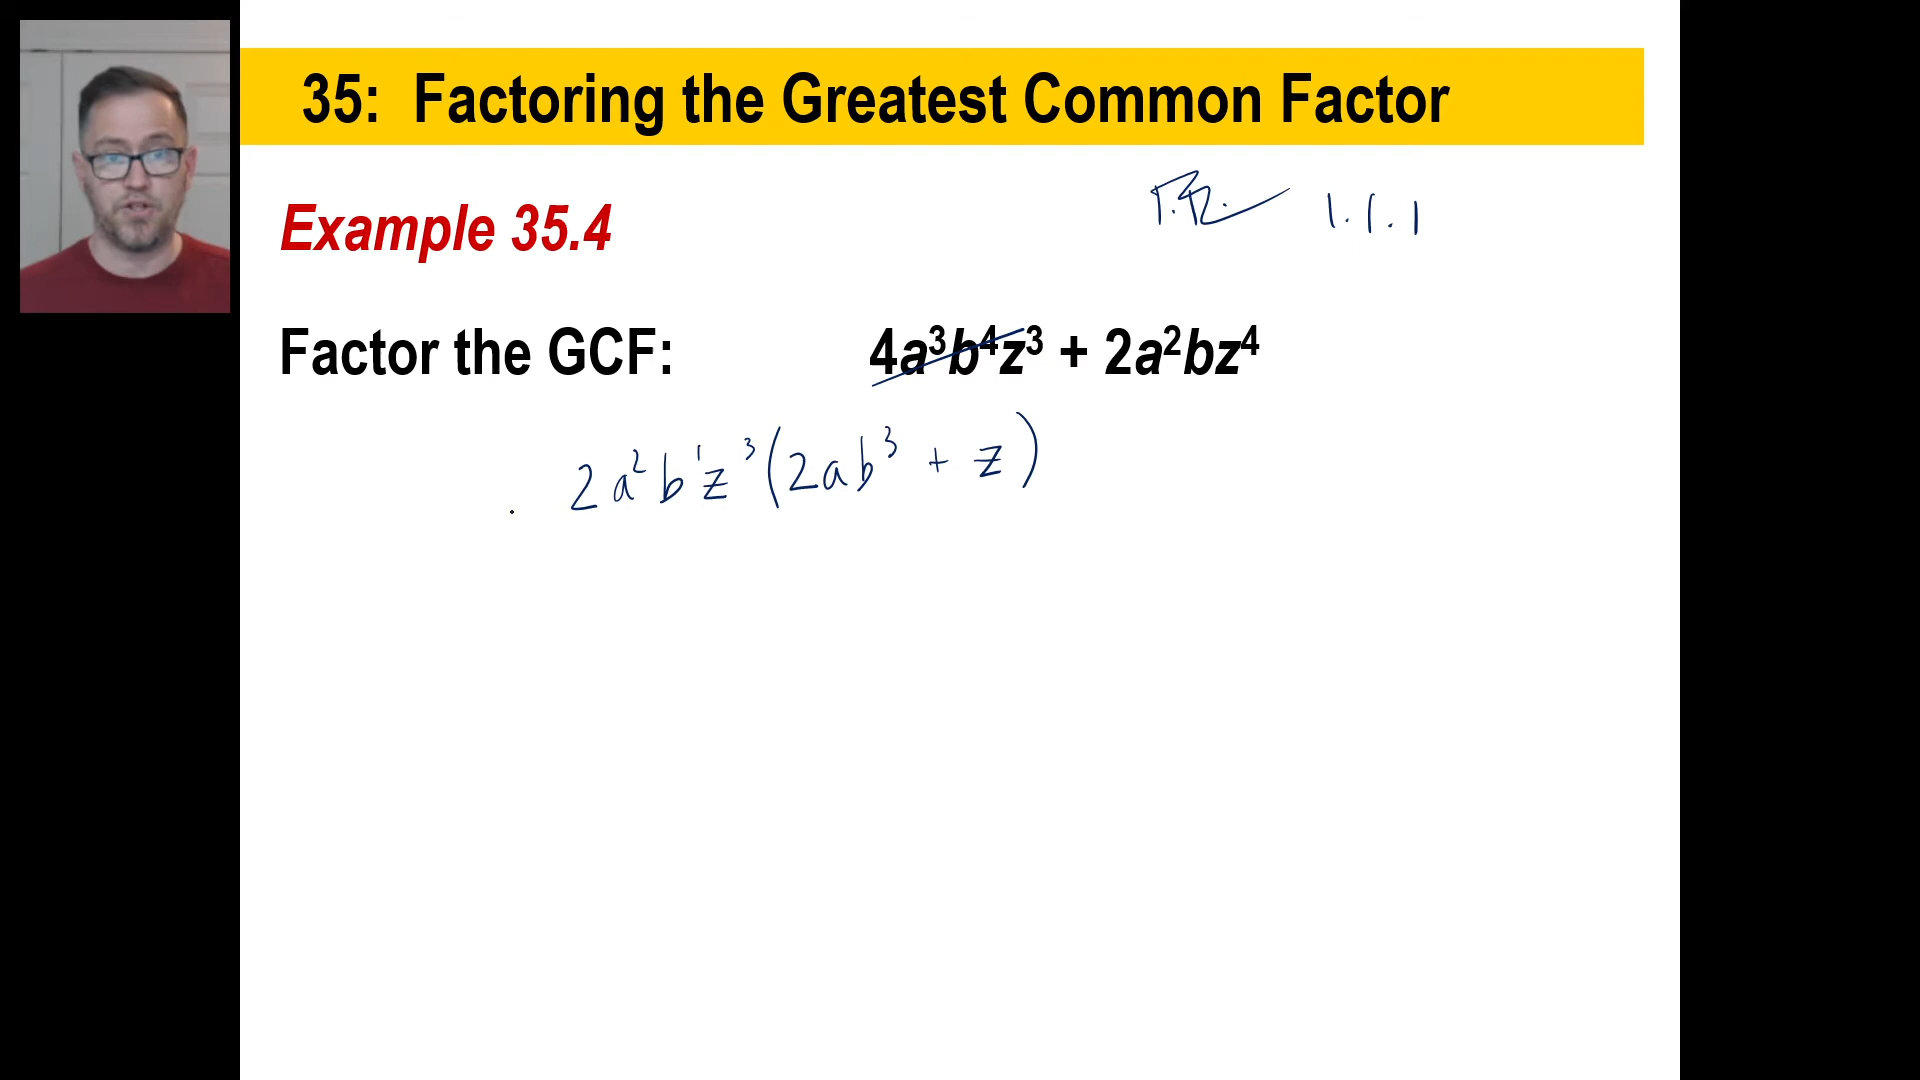 35: Factoring the Greatest Common Factor
Example 35.4
1.1.1
Factor the GCF: 4a³b⁴z³ + 2a²bz⁴
2a²b¹z³(2ab³ + z)